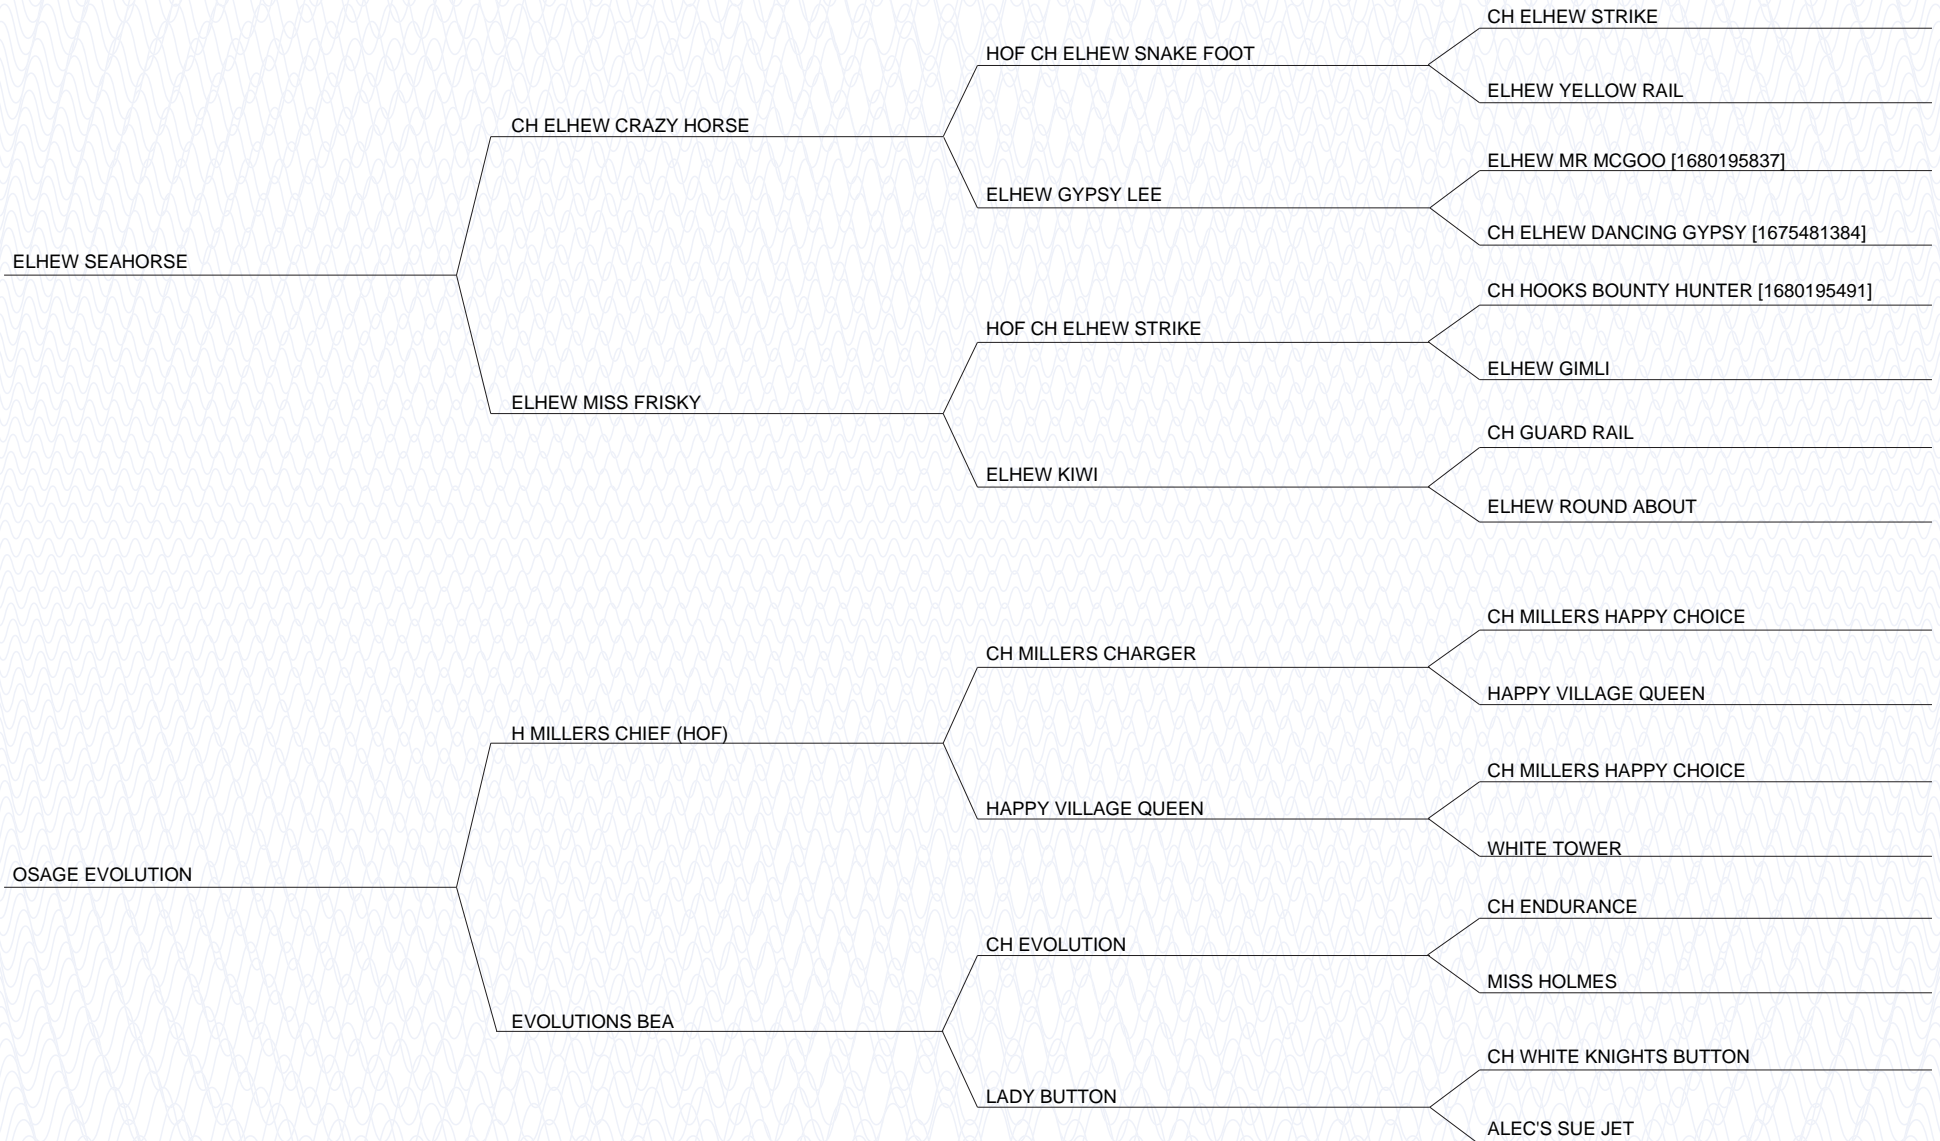 CH ELHEW STRIKE
HOF CH ELHEW SNAKE FOOT
ELHEW YELLOW RAIL
CH ELHEW CRAZY HORSE
ELHEW MR MCGOO [1680195837]
ELHEW GYPSY LEE
CH ELHEW DANCING GYPSY [1675481384]
ELHEW SEAHORSE
CH HOOKS BOUNTY HUNTER [1680195491]
HOF CH ELHEW STRIKE
ELHEW GIMLI
ELHEW MISS FRISKY
CH GUARD RAIL
ELHEW KIWI
ELHEW ROUND ABOUT
CH MILLERS HAPPY CHOICE
CH MILLERS CHARGER
HAPPY VILLAGE QUEEN
H MILLERS CHIEF (HOF)
CH MILLERS HAPPY CHOICE
HAPPY VILLAGE QUEEN
WHITE TOWER
OSAGE EVOLUTION
CH ENDURANCE
CH EVOLUTION
MISS HOLMES
EVOLUTIONS BEA
CH WHITE KNIGHTS BUTTON
LADY BUTTON
ALEC'S SUE JET